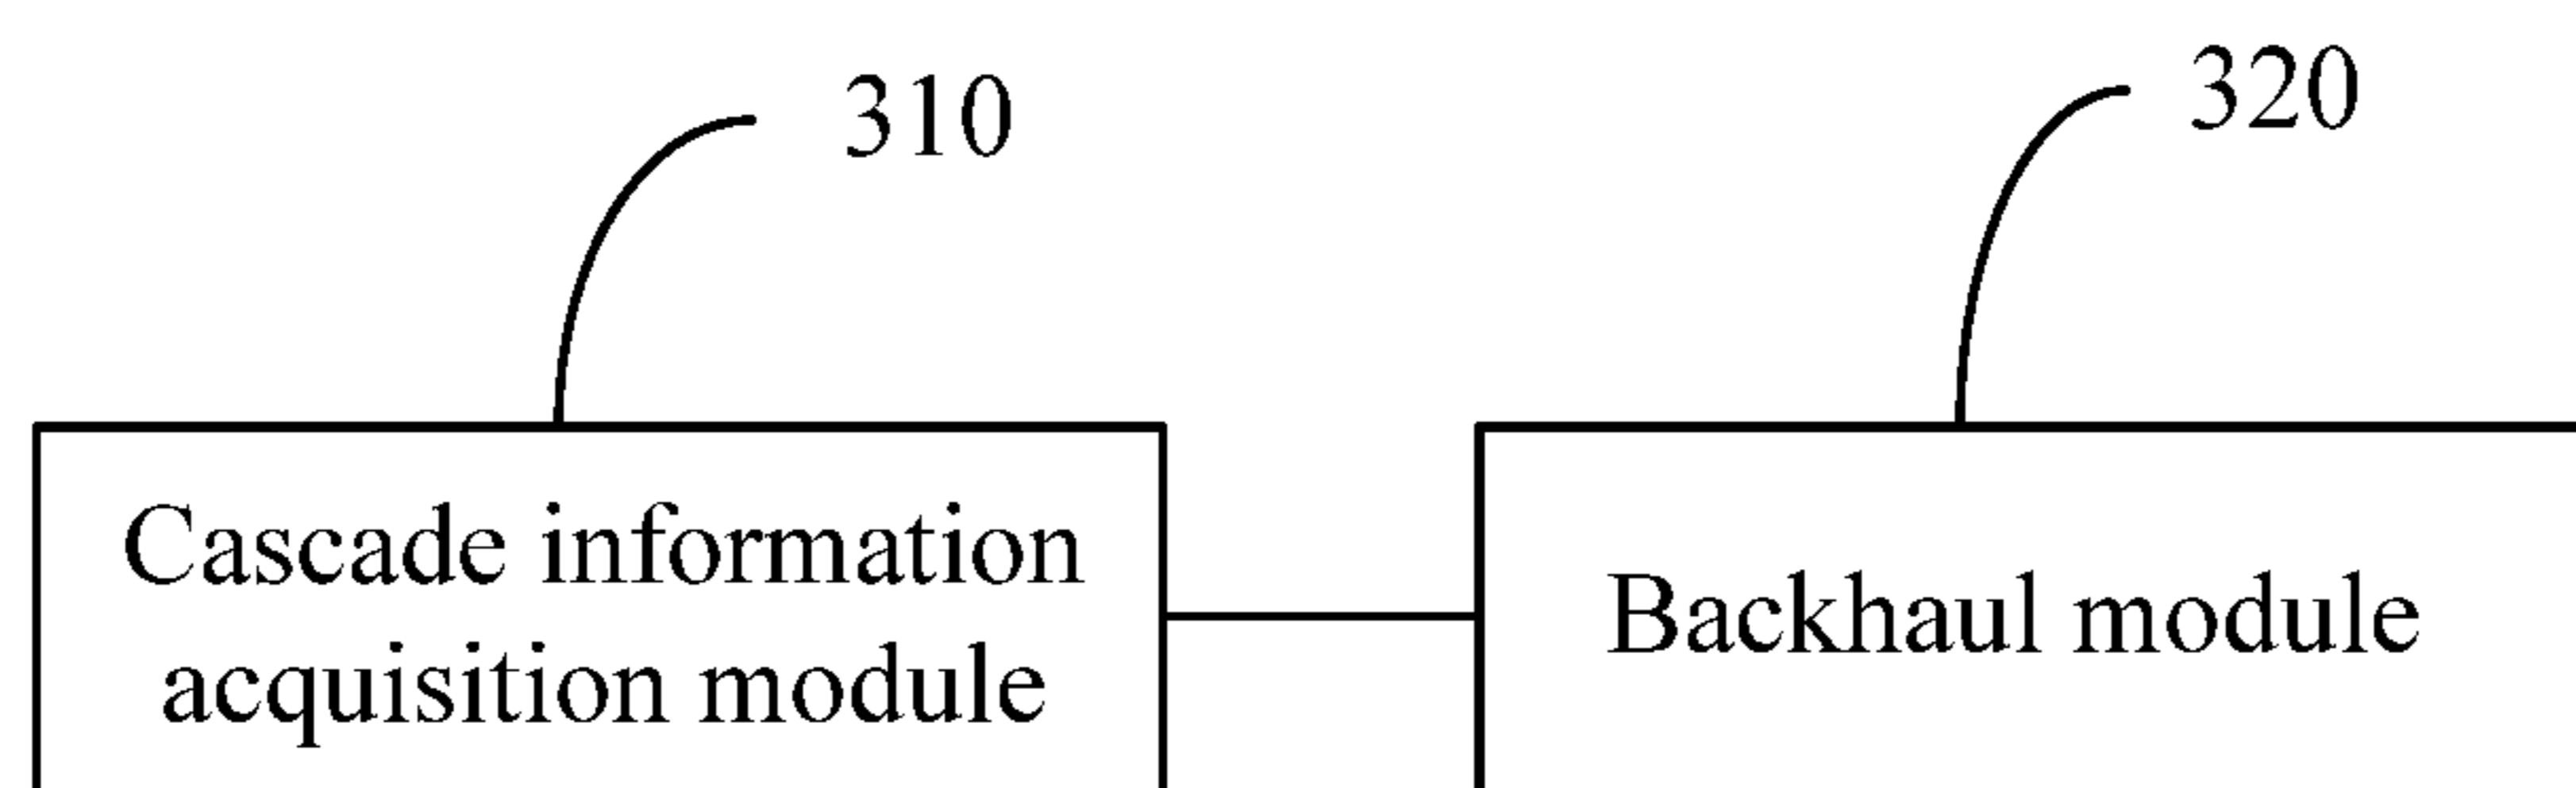 310
320
Cascade information
acquisition module
Backhaul module